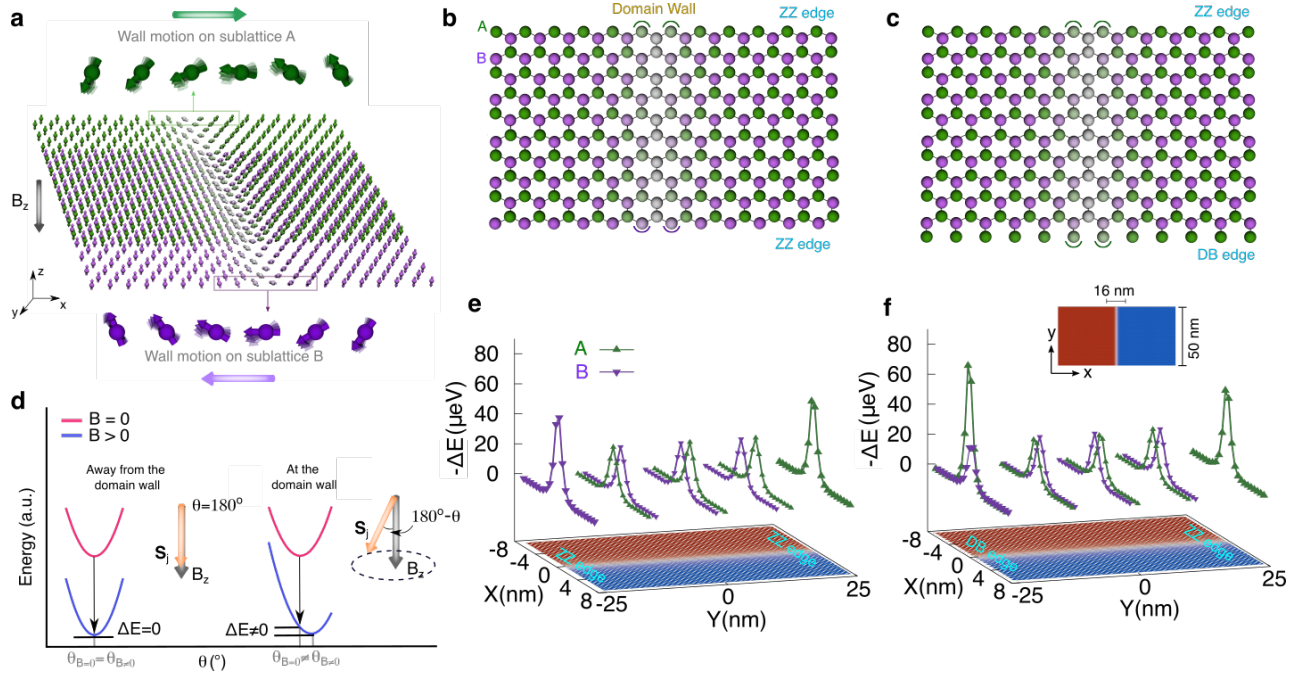 a
Wall motion on sublattice A
B_z
z
x
y
Wall motion on sublattice B
b
Domain Wall
ZZ edge
A
B
ZZ edge
c
ZZ edge
DB edge
d
B = 0
B > 0
Away from the
domain wall
At the
domain wall
θ=180°
S_j
B_z
180°-θ
S_j
B_z
Energy (a.u.)
ΔE=0
ΔE≠0
θ_{B=0}=θ_{B≠0}
θ (°)
θ_{B=0}≠θ_{B≠0}
e
A
B
80
60
40
20
0
-ΔE (μeV)
ZZ edge
ZZ edge
-8
-4
0
4
8
X(nm)
-25
0
25
Y(nm)
f
16 nm
50 nm
y
x
80
60
40
20
0
-ΔE (μeV)
DB edge
ZZ edge
-8
-4
0
4
8
X(nm)
-25
0
25
Y(nm)